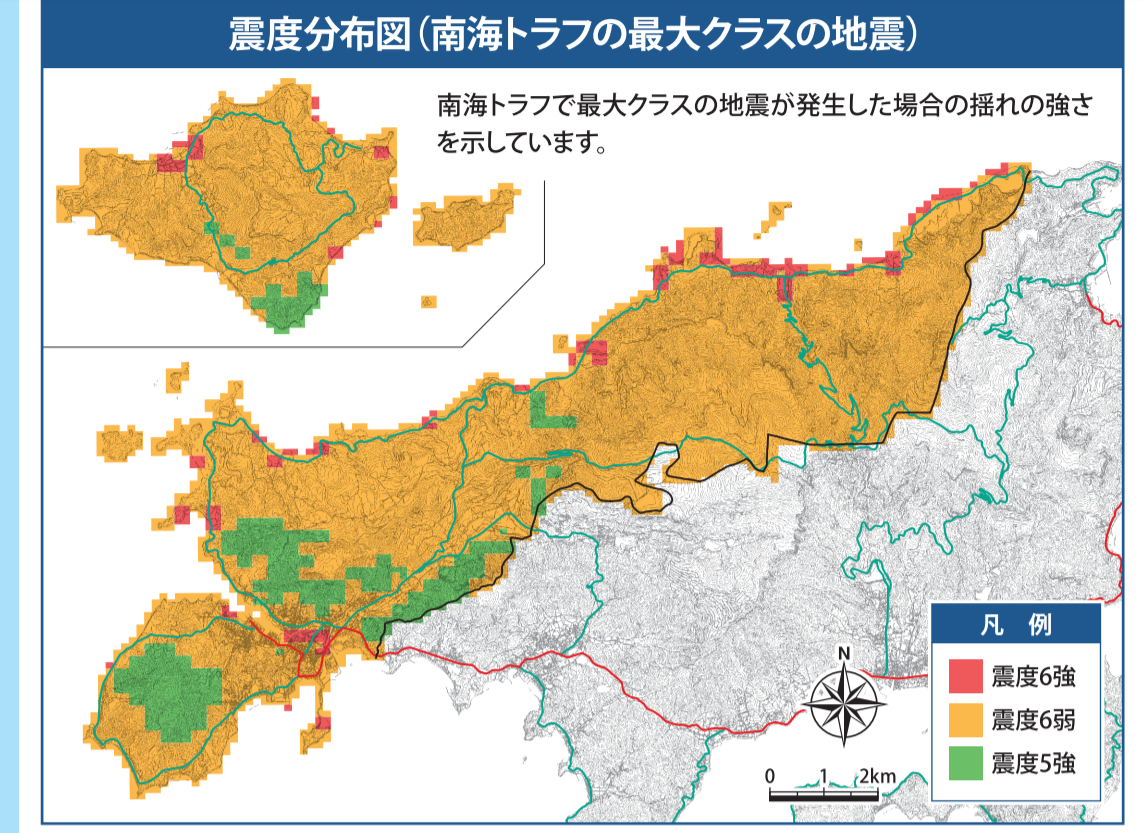 震度分布図（南海トラフの最大クラスの地震）
南海トラフで最大クラスの地震が発生した場合の揺れの強さ
を示しています。
凡 例
震度6強
震度6弱
震度5強
N
0 1 2km